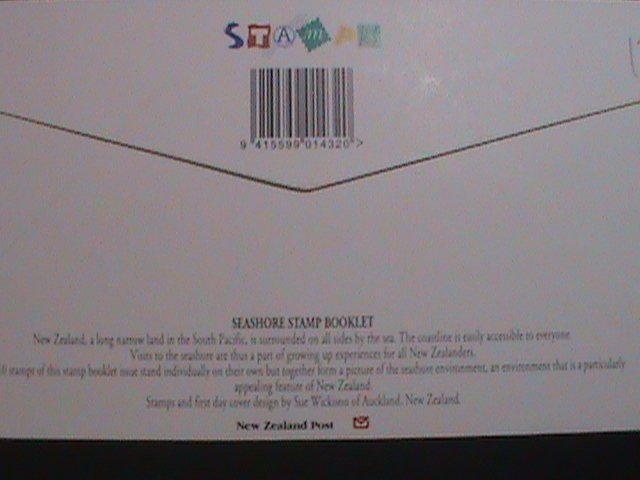 STAMPS
9 415599 014320 >
SEASHORE STAMP BOOKLET
New Zealand, a long narrow land in the South Pacific, is surrounded on all sides by the sea. The coastline is easily accessible to everyone.
Visits to the seashore are thus a part of growing up experiences for all New Zealanders.
10 stamps of this stamp booklet issue stand individually on their own but together form a picture of the seashore environment, an environment that is a particularly
appealing feature of New Zealand.
Stamps and first day cover design by Sue Wickison of Auckland, New Zealand.
New Zealand Post